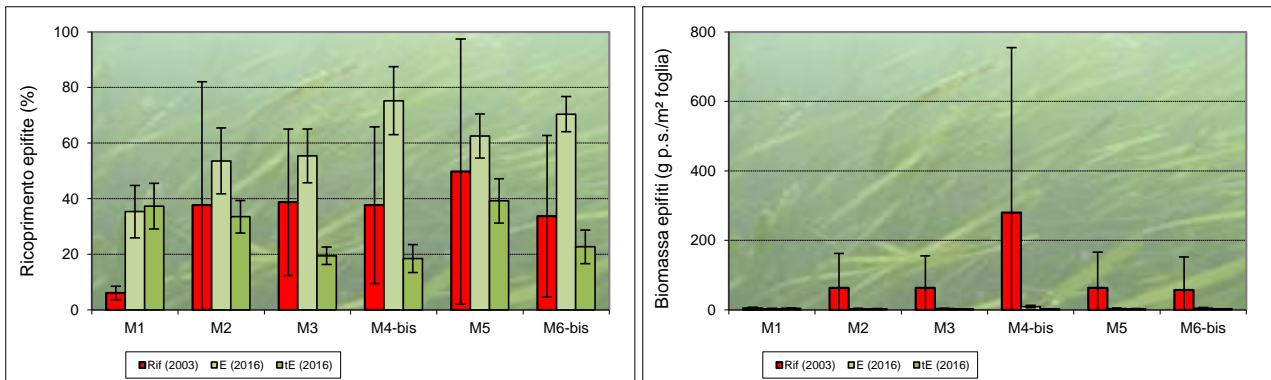 Ricoprimento epifite (%)
100
80
60
40
20
0
M1 M2 M3 M4-bis M5 M6-bis
Rif (2003) E (2016) tE (2016)
Biomassa epifiti (g p.s./m² foglia)
800
600
400
200
0
M1 M2 M3 M4-bis M5 M6-bis
Rif (2003) E (2016) tE (2016)